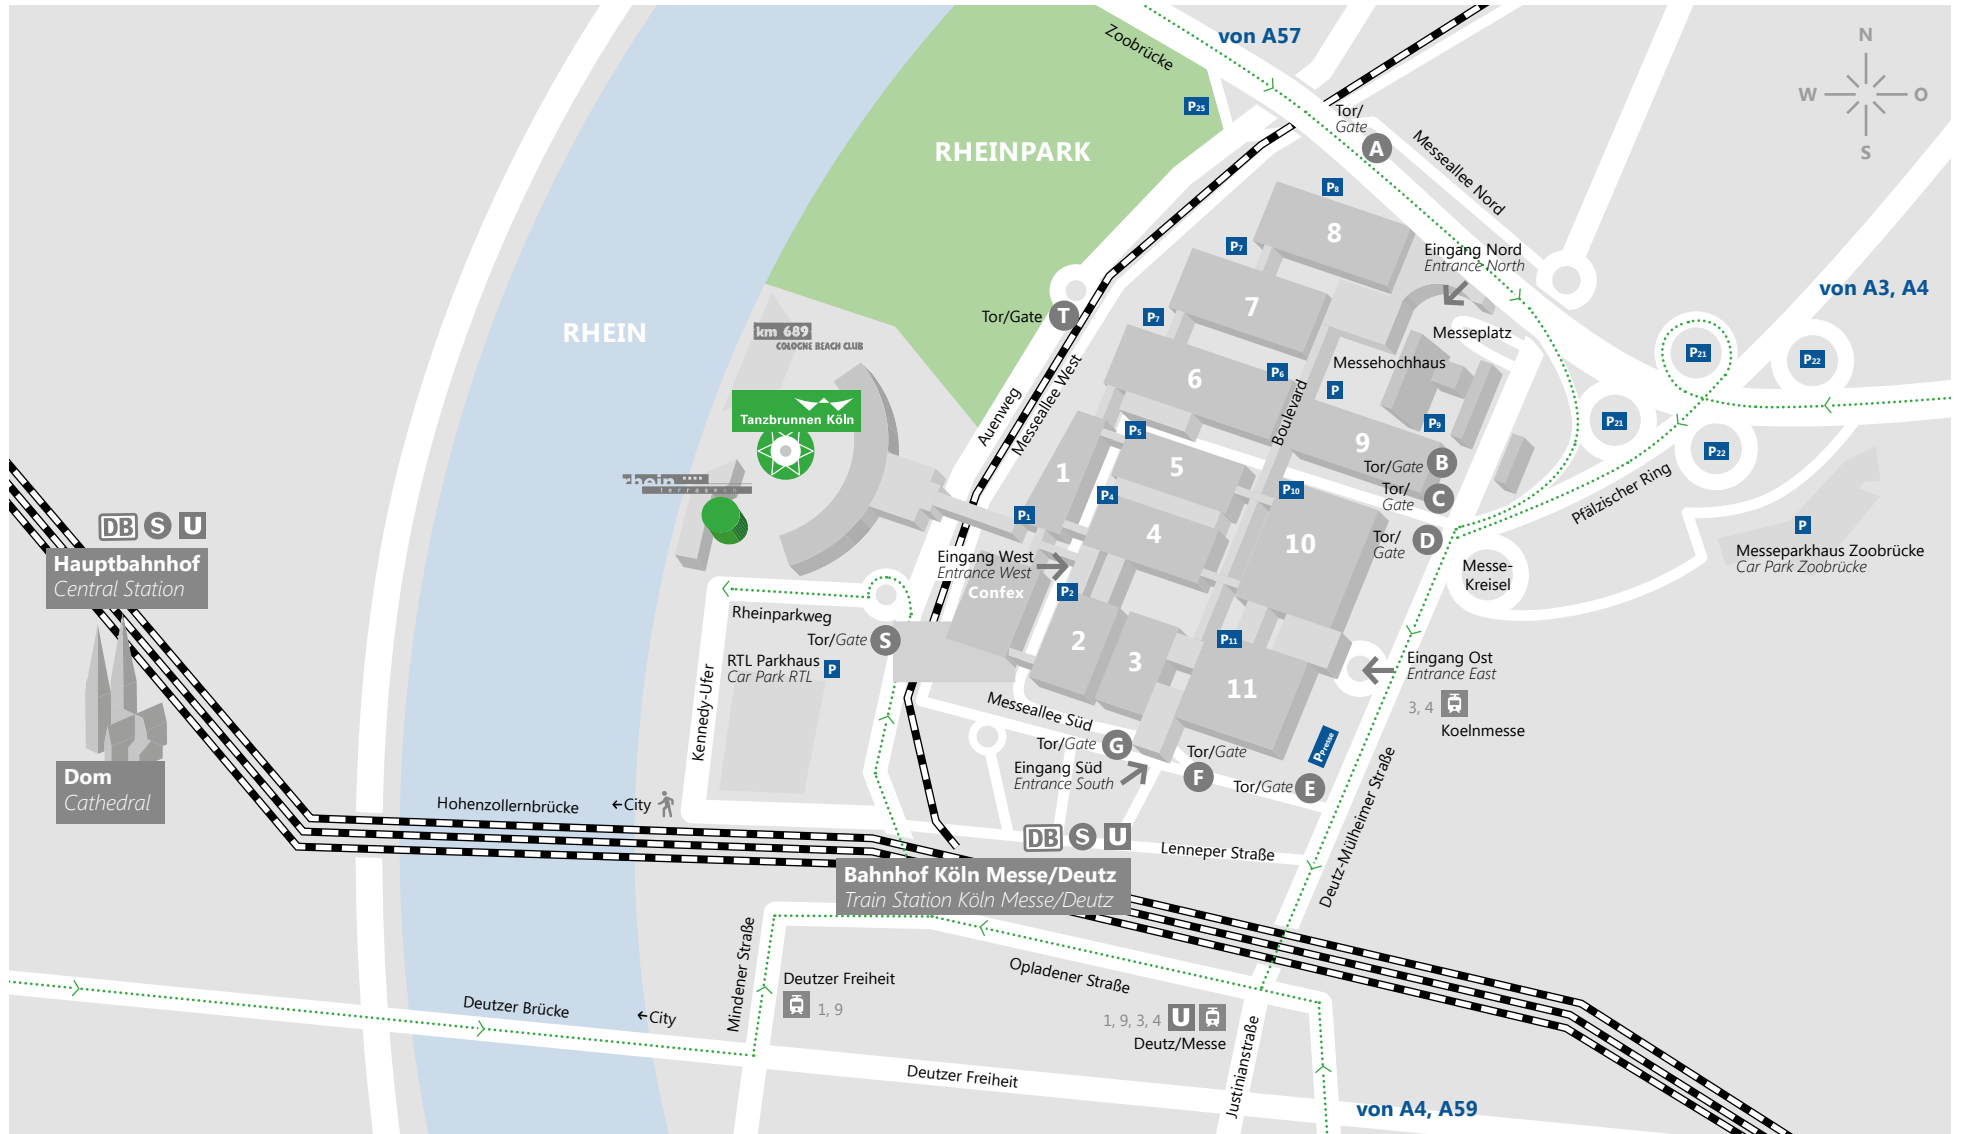 von A57
Zoobrücke
N
W
O
S
P25
Tor/
Gate
A
Messeallee Nord
RHEINPARK
P8
8
P7
Eingang Nord
Entrance North
von A3, A4
7
Tor/Gate
T
P7
RHEIN
km 689
COLOGNE BEACH CLUB
Messeplatz
Messehochhaus
P21
P22
6
P6
P
Boulevard
Tanzbrunnen Köln
Auenweg
Messeallee West
P5
P9
P21
9
P22
1
5
Tor/Gate
B
rhein
terrassen
P4
P10
Tor/
Gate
C
Pfälzischer Ring
P1
4
10
Tor/
Gate
D
P
Messeparkhaus Zoobrücke
Car Park Zoobrücke
DB
S
U
Hauptbahnhof
Central Station
Eingang West
Entrance West
Confex
P2
Messe-
Kreisel
Rheinparkweg
Tor/Gate
S
2
3
P11
RTL Parkhaus
Car Park RTL
P
Eingang Ost
Entrance East
11
3, 4
Koelnmesse
Kennedy-Ufer
Messeallee Süd
Tor/Gate
G
PPresse
Tor/Gate
F
Eingang Süd
Entrance South
Tor/Gate
E
Dom
Cathedral
Deutz-Mülheimer Straße
Hohenzollernbrücke
←City
DB
S
U
Lenneper Straße
Bahnhof Köln Messe/Deutz
Train Station Köln Messe/Deutz
Mindener Straße
Deutzer Freiheit
1, 9
Opladener Straße
Deutzer Brücke
←City
1, 9, 3, 4
U
Deutz/Messe
Justinianstraße
Deutzer Freiheit
von A4, A59